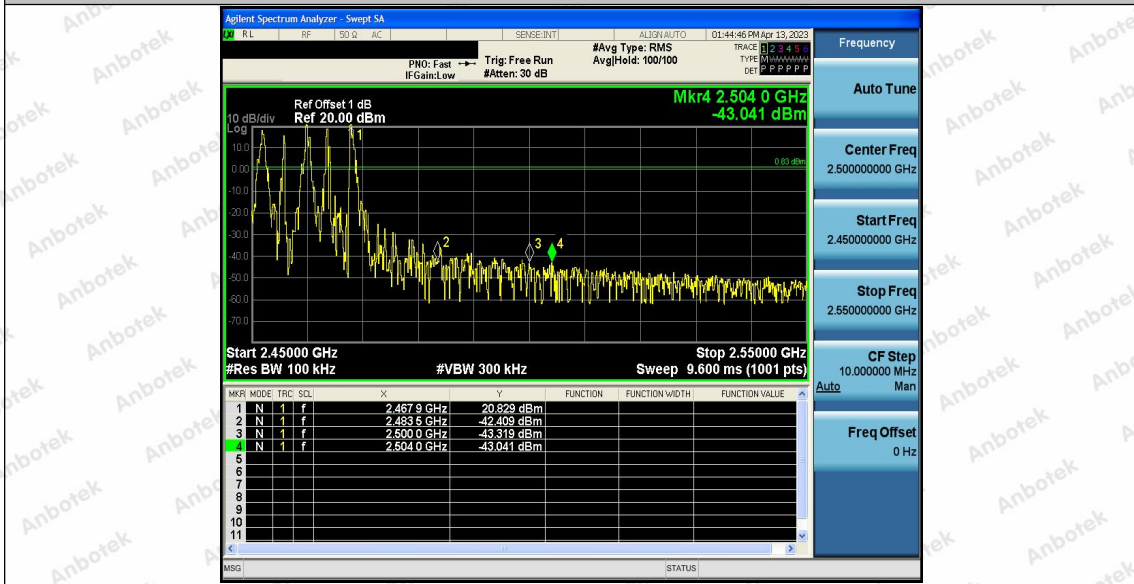 Agilent Spectrum Analyzer - Swept SA
LXI RL RF 50 Ω AC SENSE:INT ALIGN AUTO 01:44:46 PM Apr 13, 2023
PNO: Fast Trig: Free Run #Avg Type: RMS TRACE 1 2 3 4 5 6
IFGain:Low #Atten: 30 dB Avg|Hold: 100/100 TYPE M
DET P P P P P P
Frequency
Auto Tune
Center Freq
2.500000000 GHz
Start Freq
2.450000000 GHz
Stop Freq
2.550000000 GHz
CF Step
10.000000 MHz
Auto Man
Freq Offset
0 Hz
Mkr4 2.504 0 GHz
-43.041 dBm
Ref Offset 1 dB
10 dB/div Ref 20.00 dBm
Log
10.0
0.00
-10.0
-20.0
-30.0
-40.0
-50.0
-60.0
-70.0
0.83 dBm
1
2
3
4
Start 2.45000 GHz Stop 2.55000 GHz
#Res BW 100 kHz #VBW 300 kHz Sweep 9.600 ms (1001 pts)
MKR MODE TRC SCL X Y FUNCTION FUNCTION WIDTH FUNCTION VALUE
1 N 1 f 2.467 9 GHz 20.829 dBm
2 N 1 f 2.483 5 GHz -42.409 dBm
3 N 1 f 2.500 0 GHz -43.319 dBm
4 N 1 f 2.504 0 GHz -43.041 dBm
5
6
7
8
9
10
11
MSG STATUS
Anbotek